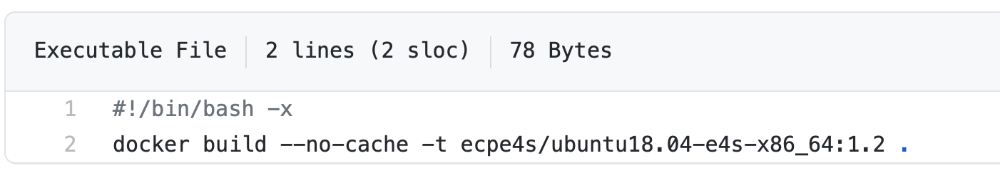 Executable File | 2 lines (2 sloc) | 78 Bytes
1 #!/bin/bash -x
2 docker build --no-cache -t ecpe4s/ubuntu18.04-e4s-x86_64:1.2 .